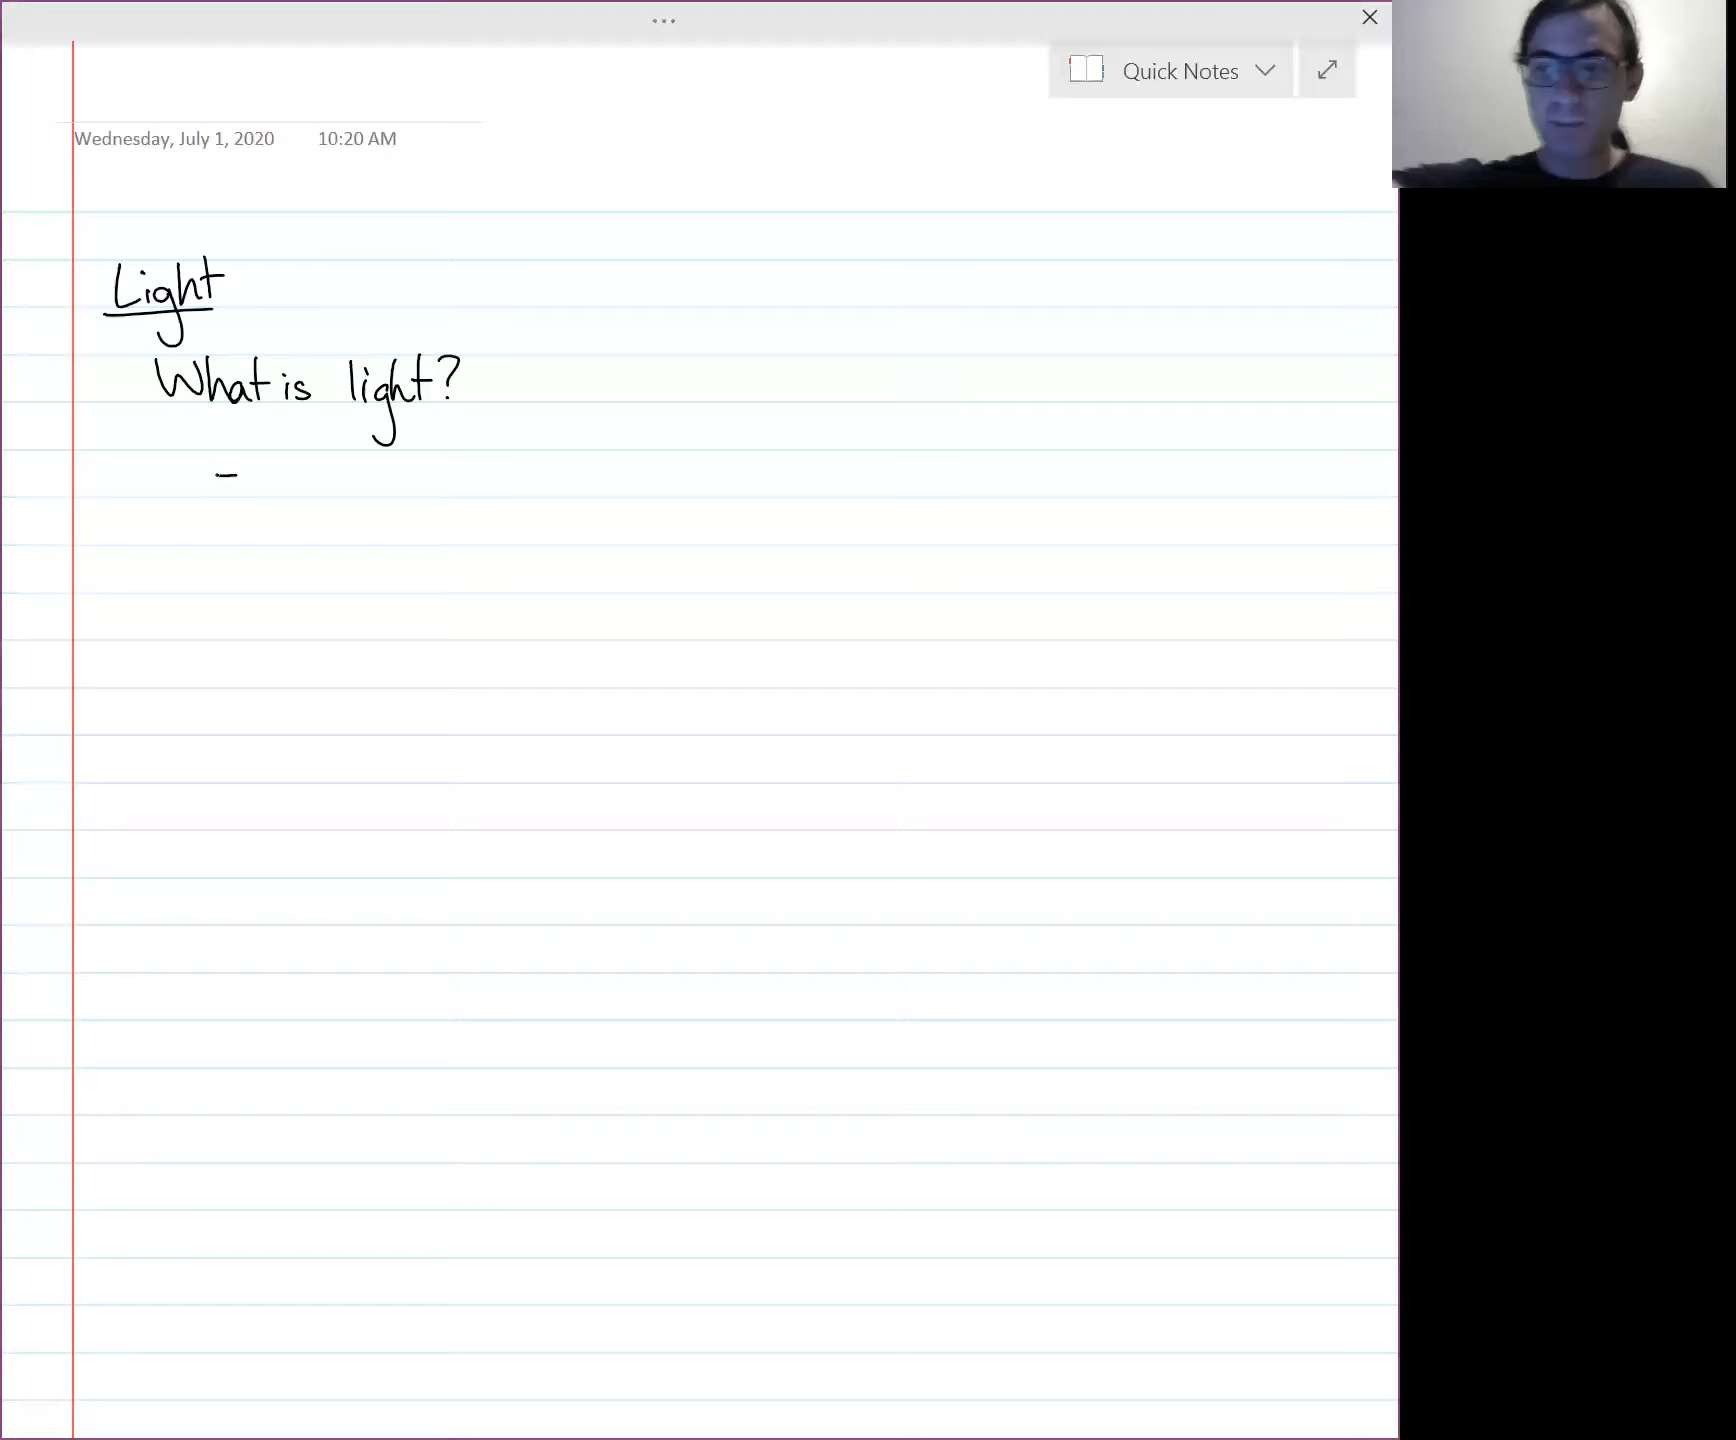 Quick Notes
Wednesday, July 1, 2020 10:20 AM
Light
What is light?
-